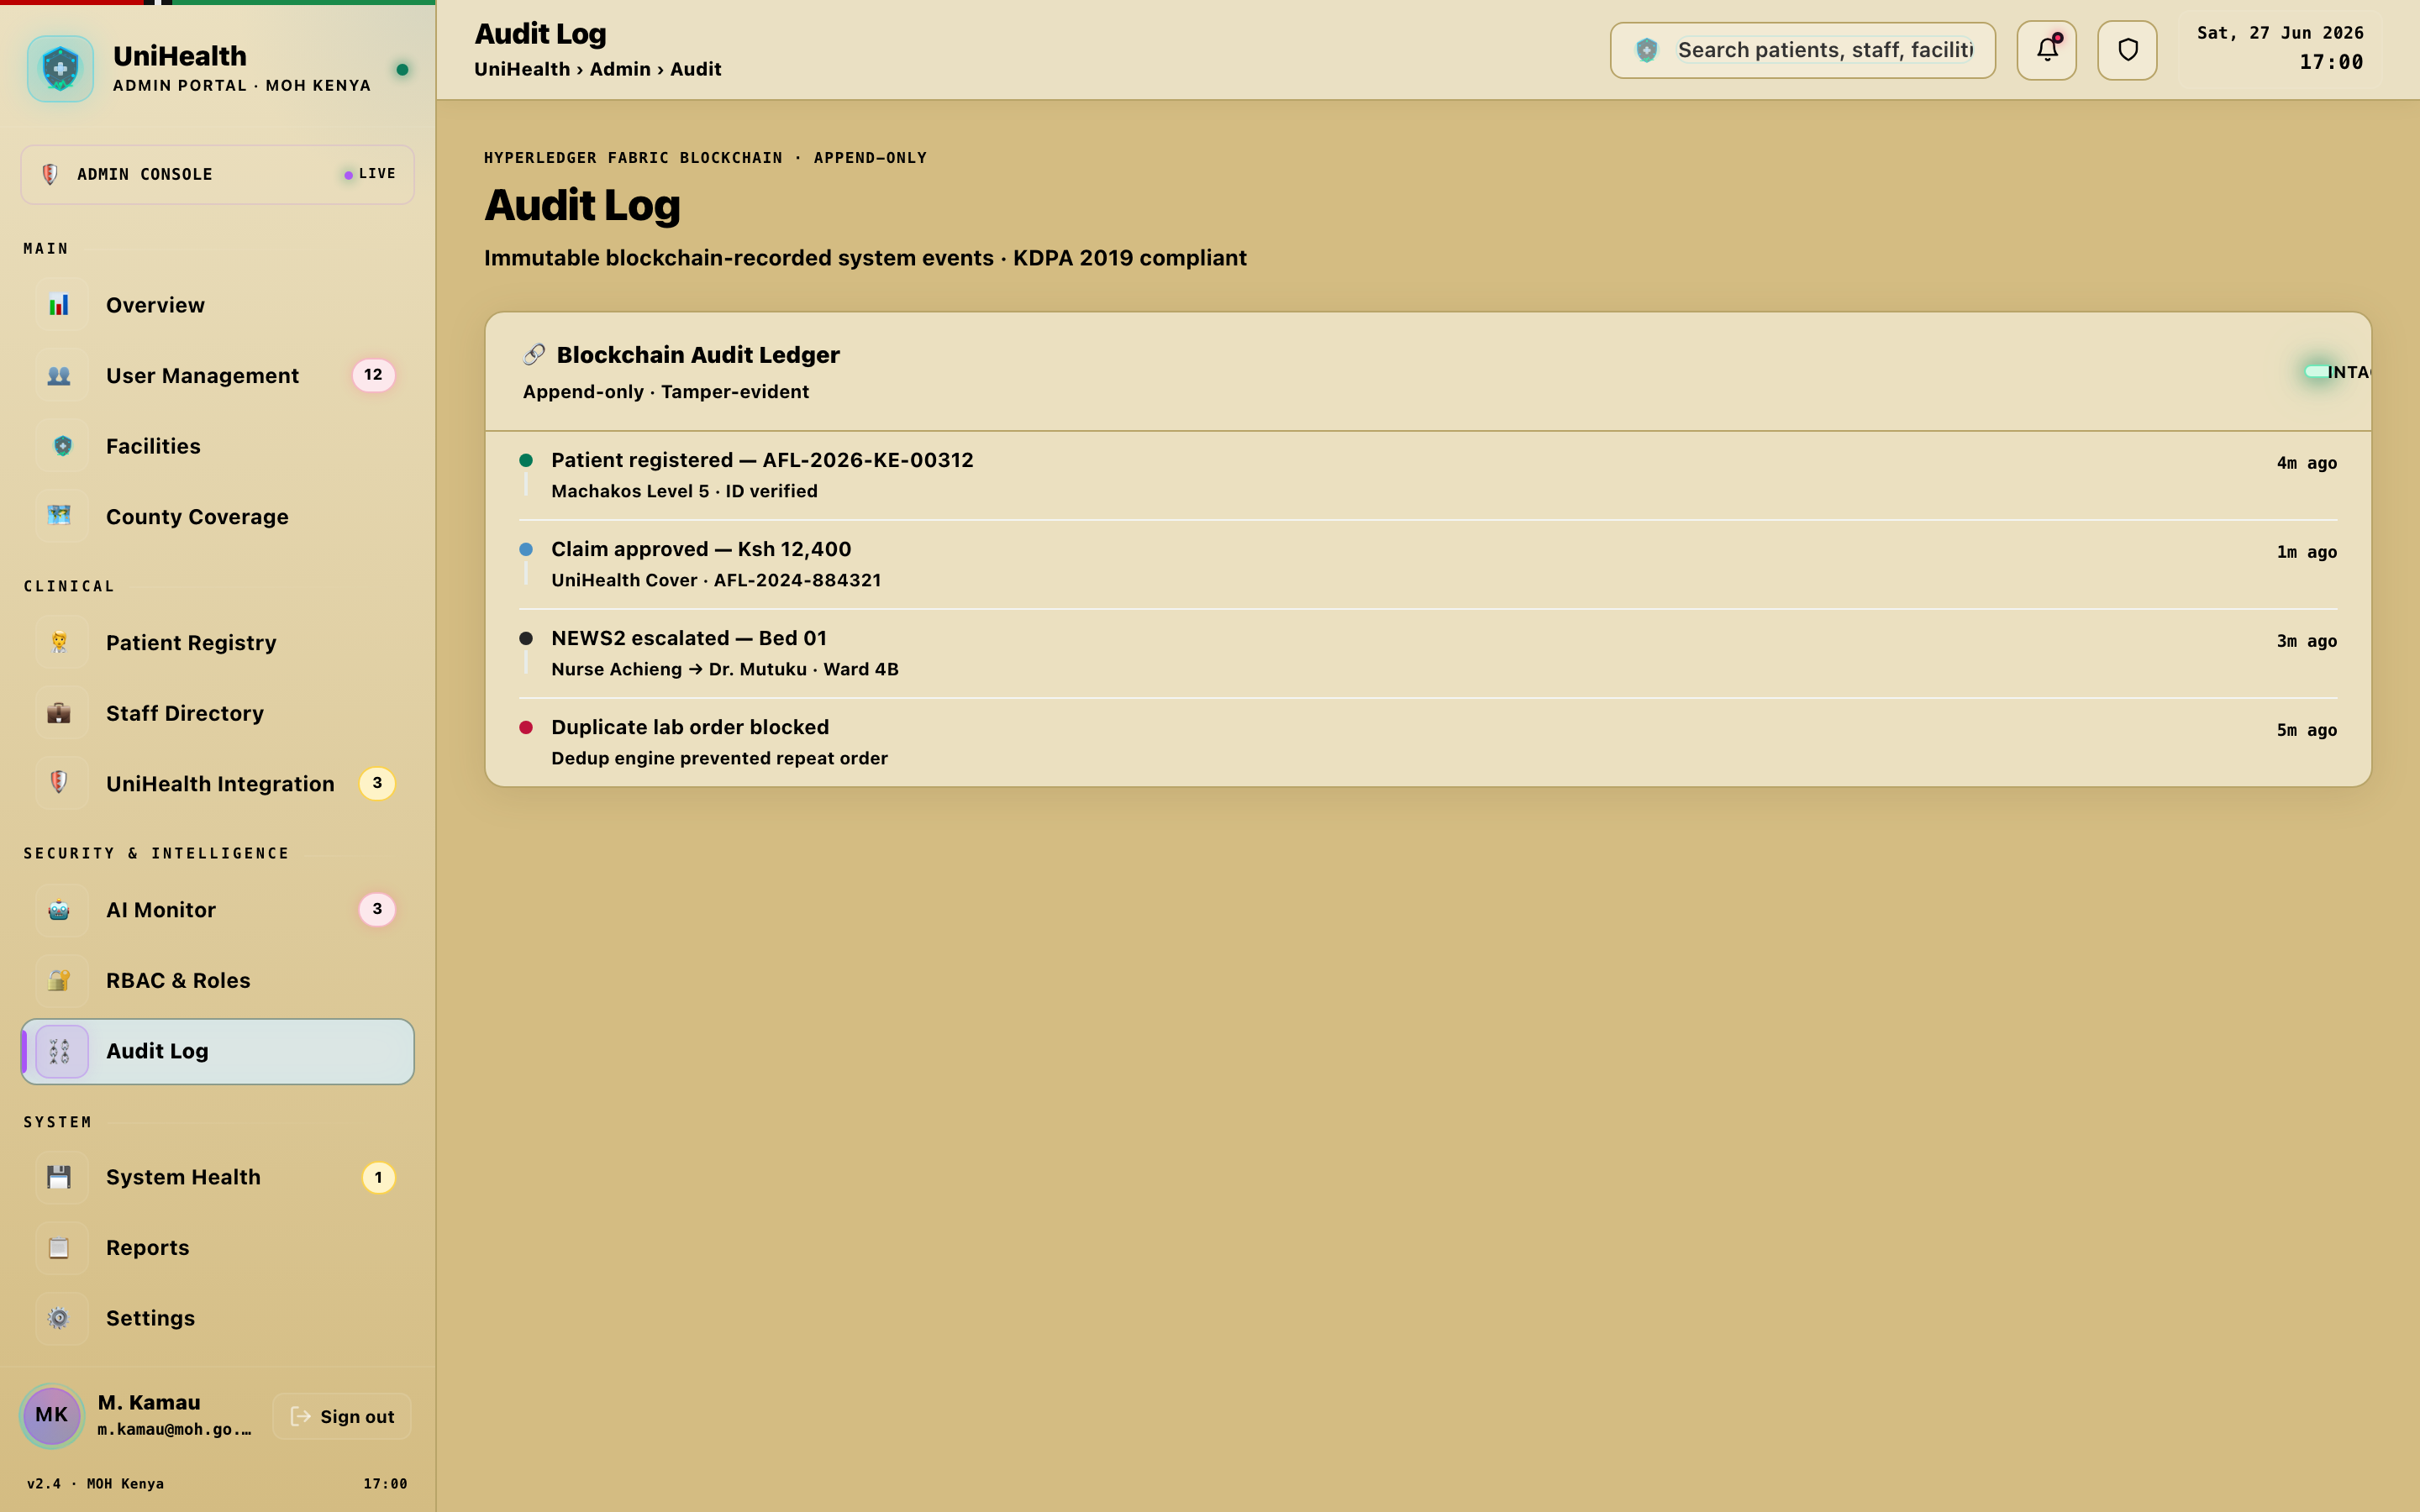 UniHealth
ADMIN PORTAL · MOH KENYA
ADMIN CONSOLE
LIVE
MAIN
Overview
User Management
12
Facilities
County Coverage
CLINICAL
Patient Registry
Staff Directory
UniHealth Integration
3
SECURITY & INTELLIGENCE
AI Monitor
3
RBAC & Roles
Audit Log
SYSTEM
System Health
1
Reports
Settings
MK
M. Kamau
m.kamau@moh.go.…
Sign out
v2.4 · MOH Kenya
17:00
Audit Log
UniHealth › Admin › Audit
Search patients, staff, faciliti
Sat, 27 Jun 2026
17:00
HYPERLEDGER FABRIC BLOCKCHAIN · APPEND–ONLY
Audit Log
Immutable blockchain-recorded system events · KDPA 2019 compliant
Blockchain Audit Ledger
Append-only · Tamper-evident
Patient registered — AFL-2026-KE-00312
Machakos Level 5 · ID verified
4m ago
Claim approved — Ksh 12,400
UniHealth Cover · AFL-2024-884321
1m ago
NEWS2 escalated — Bed 01
Nurse Achieng → Dr. Mutuku · Ward 4B
3m ago
Duplicate lab order blocked
Dedup engine prevented repeat order
5m ago